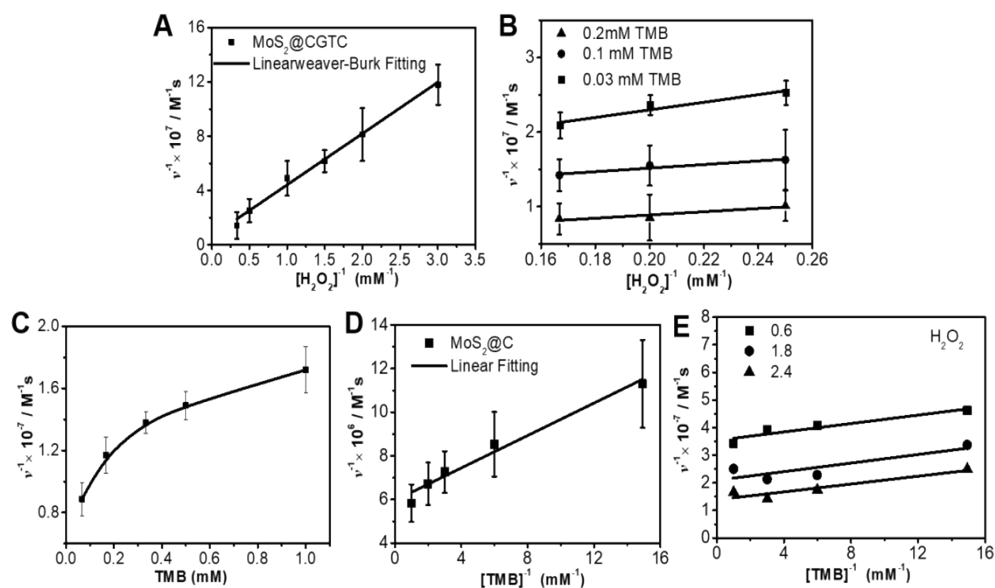 A
MoS₂@CGTC
Linearweaver-Burk Fitting
16
12
8
4
0
ν⁻¹× 10⁻⁷ / M⁻¹s
0.0 0.5 1.0 1.5 2.0 2.5 3.0 3.5
[H₂O₂]⁻¹ (mM⁻¹)
B
0.2mM TMB
0.1 mM TMB
0.03 mM TMB
3
2
1
ν⁻¹× 10⁻⁷ / M⁻¹s
0.16 0.18 0.20 0.22 0.24 0.26
[H₂O₂]⁻¹ (mM⁻¹)
C
2.0
1.6
1.2
0.8
ν⁻¹× 10⁻⁷ / M⁻¹s
0.0 0.2 0.4 0.6 0.8 1.0
TMB (mM)
D
MoS₂@C
Linear Fitting
14
12
10
8
6
4
ν⁻¹× 10⁶ / M⁻¹s
0 4 8 12 16
[TMB]⁻¹ (mM⁻¹)
E
0.6
1.8
2.4
H₂O₂
8
7
6
5
4
3
2
1
0
ν⁻¹× 10⁻⁷ / M⁻¹s
0 4 8 12 16
[TMB]⁻¹ (mM⁻¹)